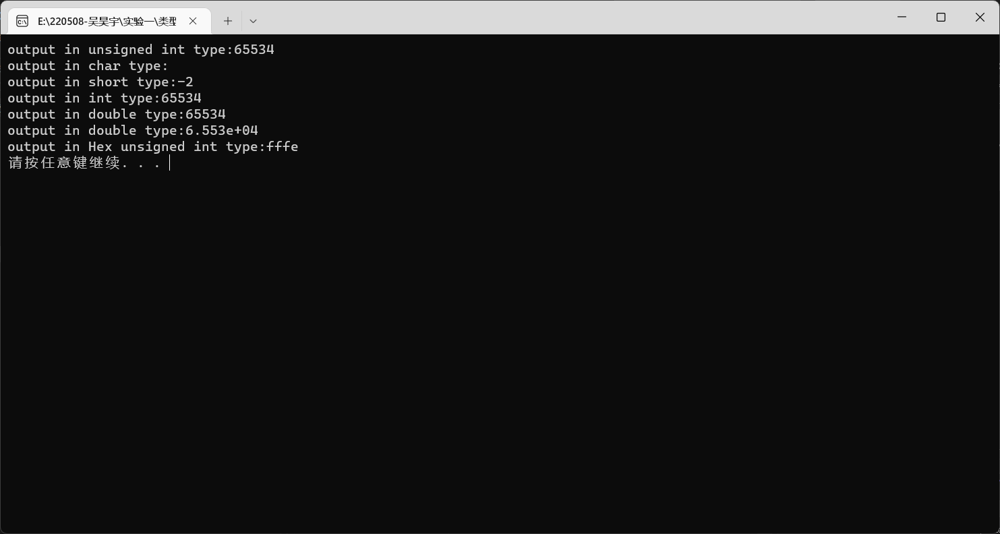 E:\220508-吴昊宇\实验一\类型
output in unsigned int type:65534
output in char type:
output in short type:-2
output in int type:65534
output in double type:65534
output in double type:6.553e+04
output in Hex unsigned int type:fffe
请按任意键继续. . .